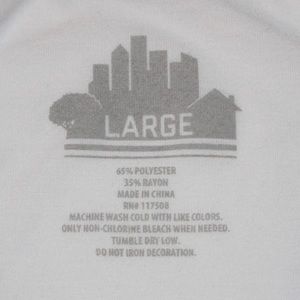 LARGE
65% POLYESTER
35% RAYON
MADE IN CHINA
RN# 117508
MACHINE WASH COLD WITH LIKE COLORS.
ONLY NON-CHLORINE BLEACH WHEN NEEDED.
TUMBLE DRY LOW.
DO NOT IRON DECORATION.